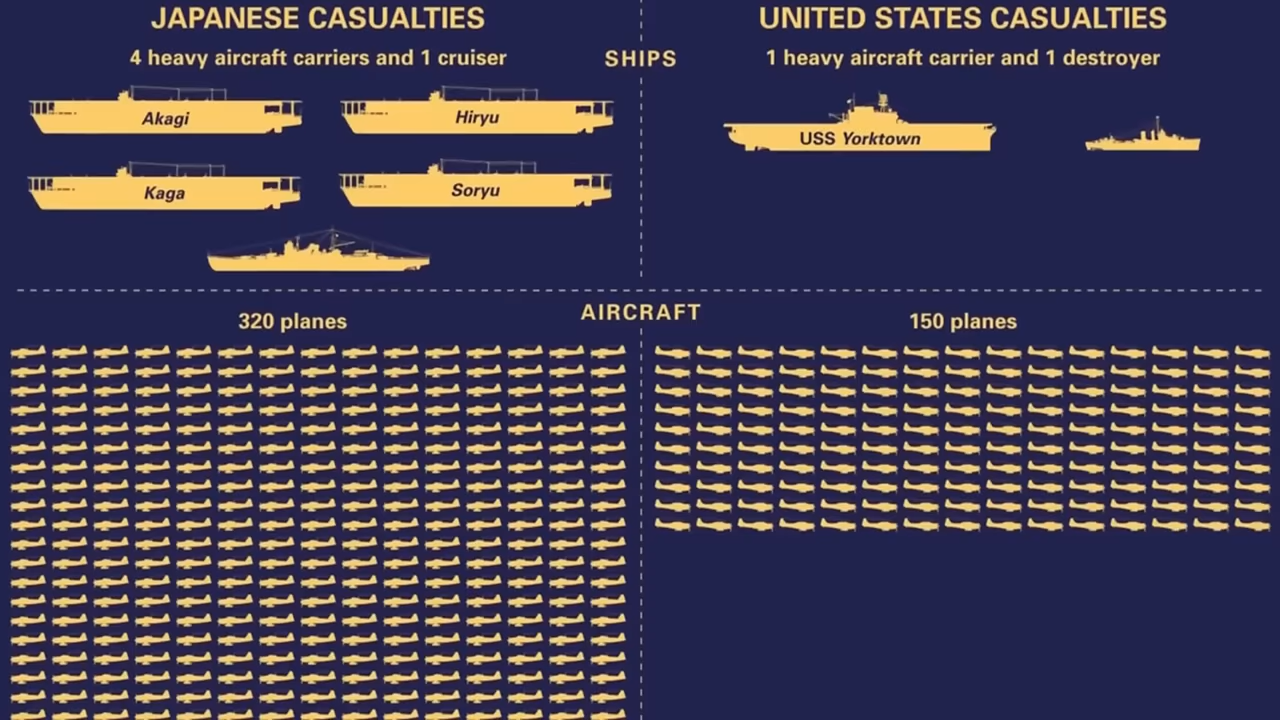 JAPANESE CASUALTIES
4 heavy aircraft carriers and 1 cruiser
Akagi
Hiryu
Kaga
Soryu
SHIPS
UNITED STATES CASUALTIES
1 heavy aircraft carrier and 1 destroyer
USS Yorktown
AIRCRAFT
320 planes
150 planes